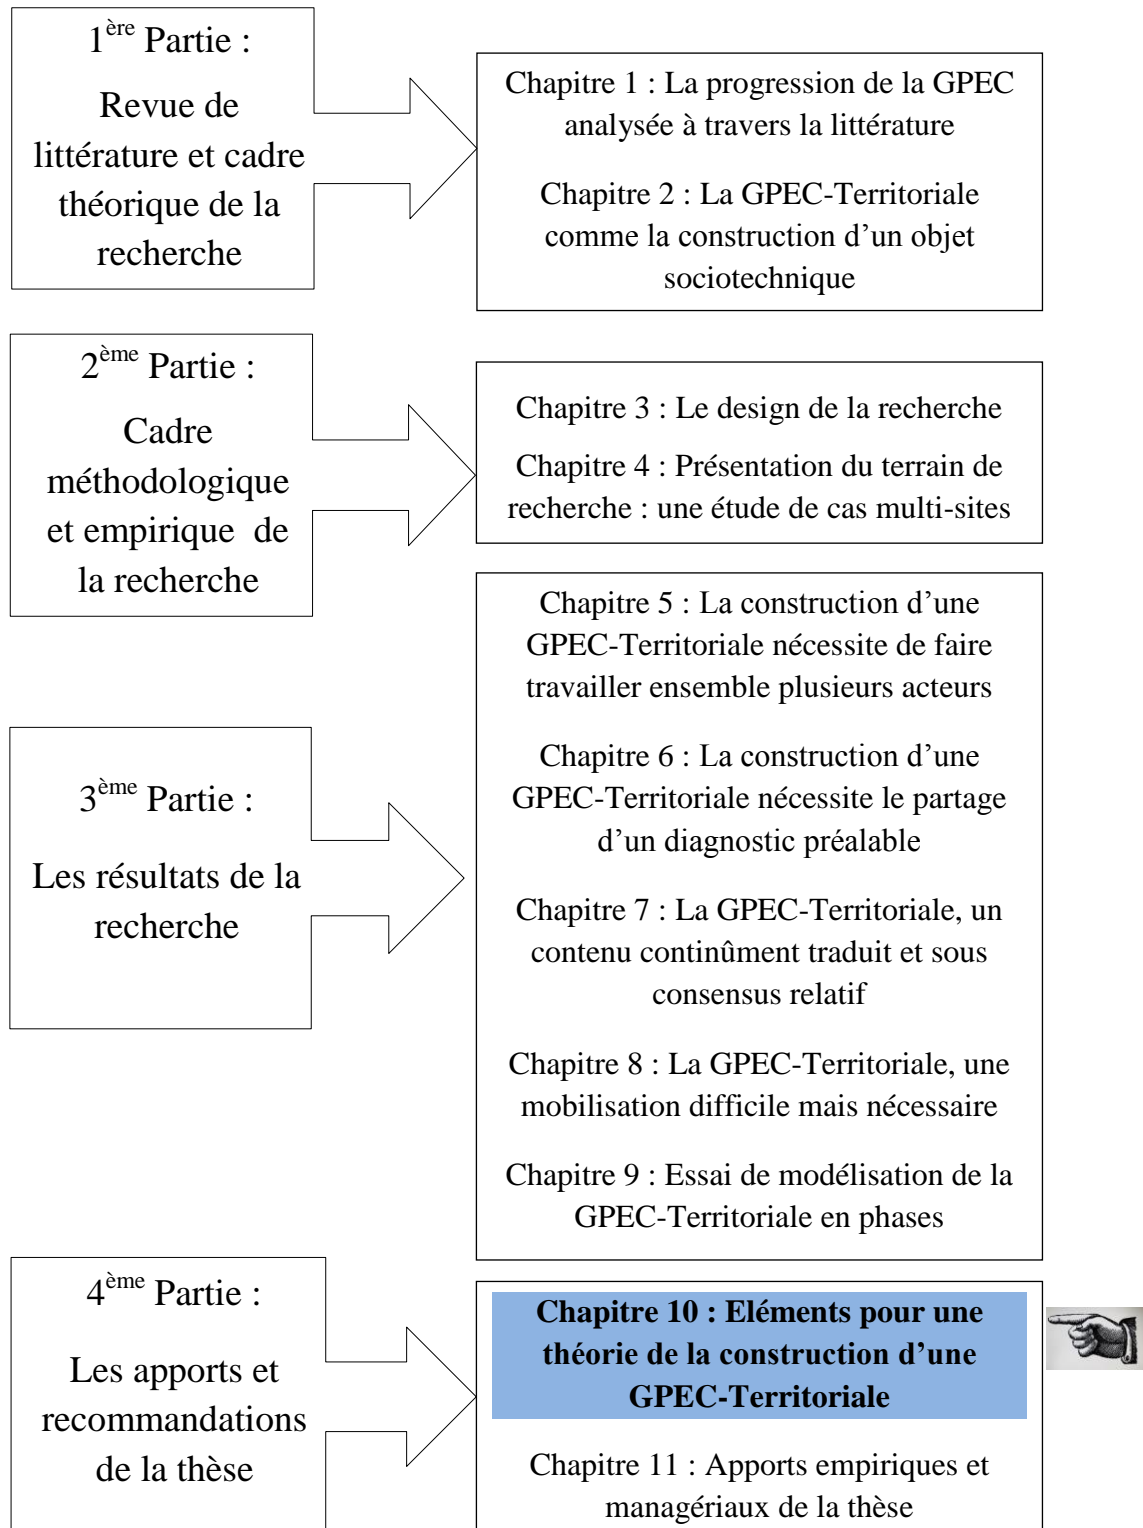 1ère Partie :
Revue de
littérature et cadre
théorique de la
recherche
Chapitre 1 : La progression de la GPEC
analysée à travers la littérature
Chapitre 2 : La GPEC-Territoriale
comme la construction d’un objet
sociotechnique
2ème Partie :
Cadre
méthodologique
et empirique de
la recherche
Chapitre 3 : Le design de la recherche
Chapitre 4 : Présentation du terrain de
recherche : une étude de cas multi-sites
3ème Partie :
Les résultats de la
recherche
Chapitre 5 : La construction d’une
GPEC-Territoriale nécessite de faire
travailler ensemble plusieurs acteurs
Chapitre 6 : La construction d’une
GPEC-Territoriale nécessite le partage
d’un diagnostic préalable
Chapitre 7 : La GPEC-Territoriale, un
contenu continûment traduit et sous
consensus relatif
Chapitre 8 : La GPEC-Territoriale, une
mobilisation difficile mais nécessaire
Chapitre 9 : Essai de modélisation de la
GPEC-Territoriale en phases
4ème Partie :
Les apports et
recommandations
de la thèse
Chapitre 10 : Eléments pour une
théorie de la construction d’une
GPEC-Territoriale
Chapitre 11 : Apports empiriques et
managériaux de la thèse